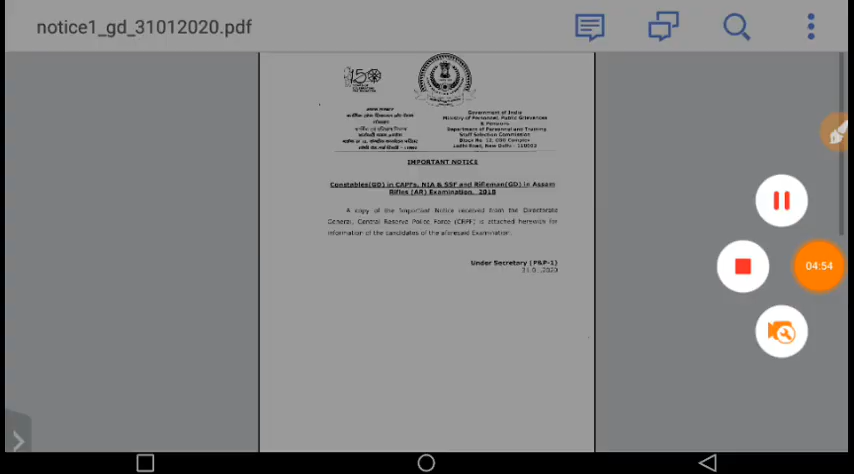 notice1_gd_31012020.pdf
150
Government of India
Ministry of Personnel, Public Grievances
& Pensions
Department of Personnel and Training
Staff Selection Commission
Block No. 12, CGO Complex
Lodhi Road, New Delhi - 110003
IMPORTANT NOTICE
Constables(GD) in CAPFs, NIA & SSF and Rifleman(GD) in Assam
Rifles (AR) Examination, 2018
A copy of the Important Notice received from the Directorate
General, Central Reserve Police Force (CRPF) is attached herewith for
information of the candidates of the aforesaid Examination.
Under Secretary (P&P-1)
04:54